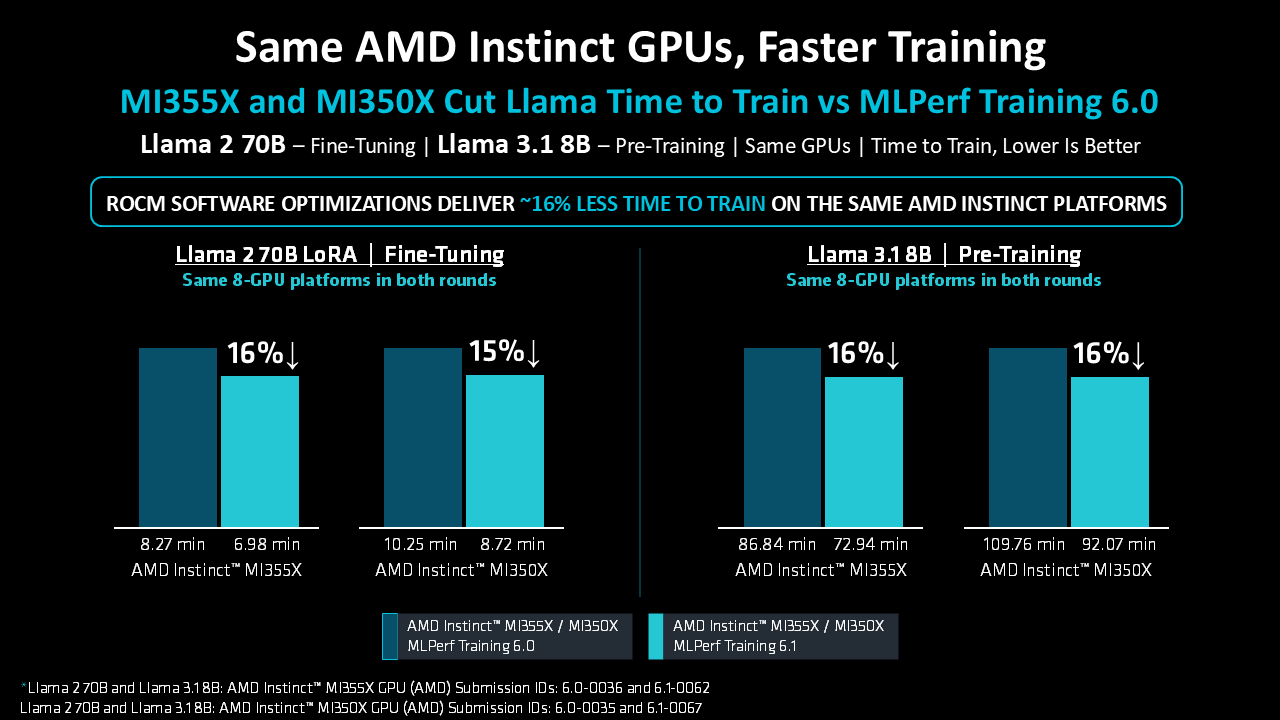 Same AMD Instinct GPUs, Faster Training
MI355X and MI350X Cut Llama Time to Train vs MLPerf Training 6.0
Llama 2 70B – Fine-Tuning | Llama 3.1 8B – Pre-Training | Same GPUs | Time to Train, Lower Is Better
ROCM SOFTWARE OPTIMIZATIONS DELIVER ~16% LESS TIME TO TRAIN ON THE SAME AMD INSTINCT PLATFORMS
Llama 2 70B LoRA | Fine-Tuning
Same 8-GPU platforms in both rounds
16%↓
15%↓
8.27 min 6.98 min
10.25 min 8.72 min
AMD Instinct™ MI355X
AMD Instinct™ MI350X
Llama 3.1 8B | Pre-Training
Same 8-GPU platforms in both rounds
16%↓
16%↓
86.84 min 72.94 min
109.76 min 92.07 min
AMD Instinct™ MI355X
AMD Instinct™ MI350X
AMD Instinct™ MI355X / MI350X
MLPerf Training 6.0
AMD Instinct™ MI355X / MI350X
MLPerf Training 6.1
*Llama 2 70B and Llama 3.1 8B: AMD Instinct™ MI355X GPU (AMD) Submission IDs: 6.0-0036 and 6.1-0062
Llama 2 70B and Llama 3.1 8B: AMD Instinct™ MI350X GPU (AMD) Submission IDs: 6.0-0035 and 6.1-0067